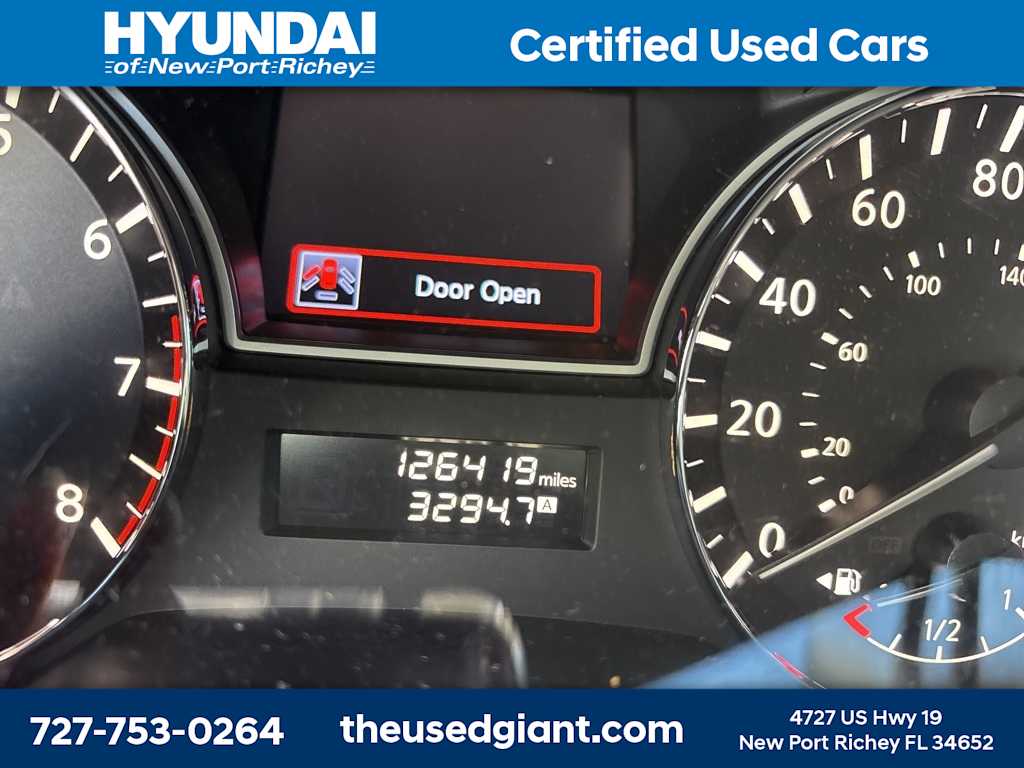 HYUNDAI
of New Port Richey
Certified Used Cars
Door Open
6
7
8
126419 miles
3294.7 A
0
20
40
60
80
0
20
60
100
140
1/2
1
727-753-0264
theusedgiant.com
4727 US Hwy 19
New Port Richey FL 34652